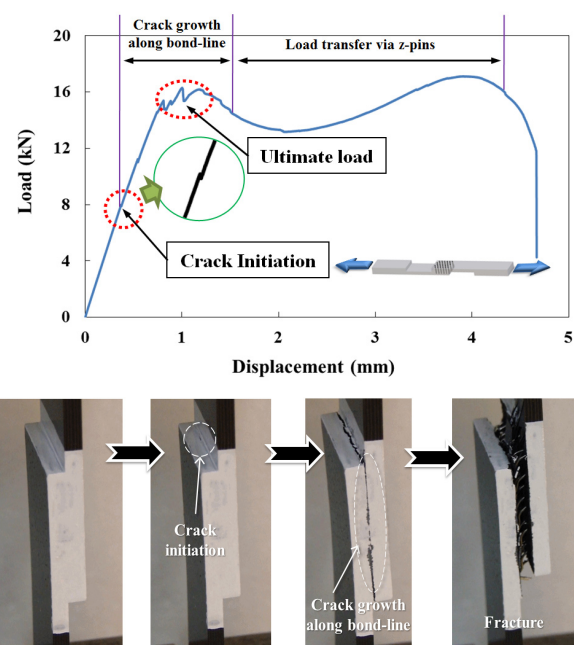 Crack growth
along bond-line
Load transfer via z-pins
20
16
12
8
4
0
Load (kN)
Ultimate load
Crack Initiation
0
1
2
3
4
5
Displacement (mm)
Crack
initiation
Crack growth
along bond-line
Fracture